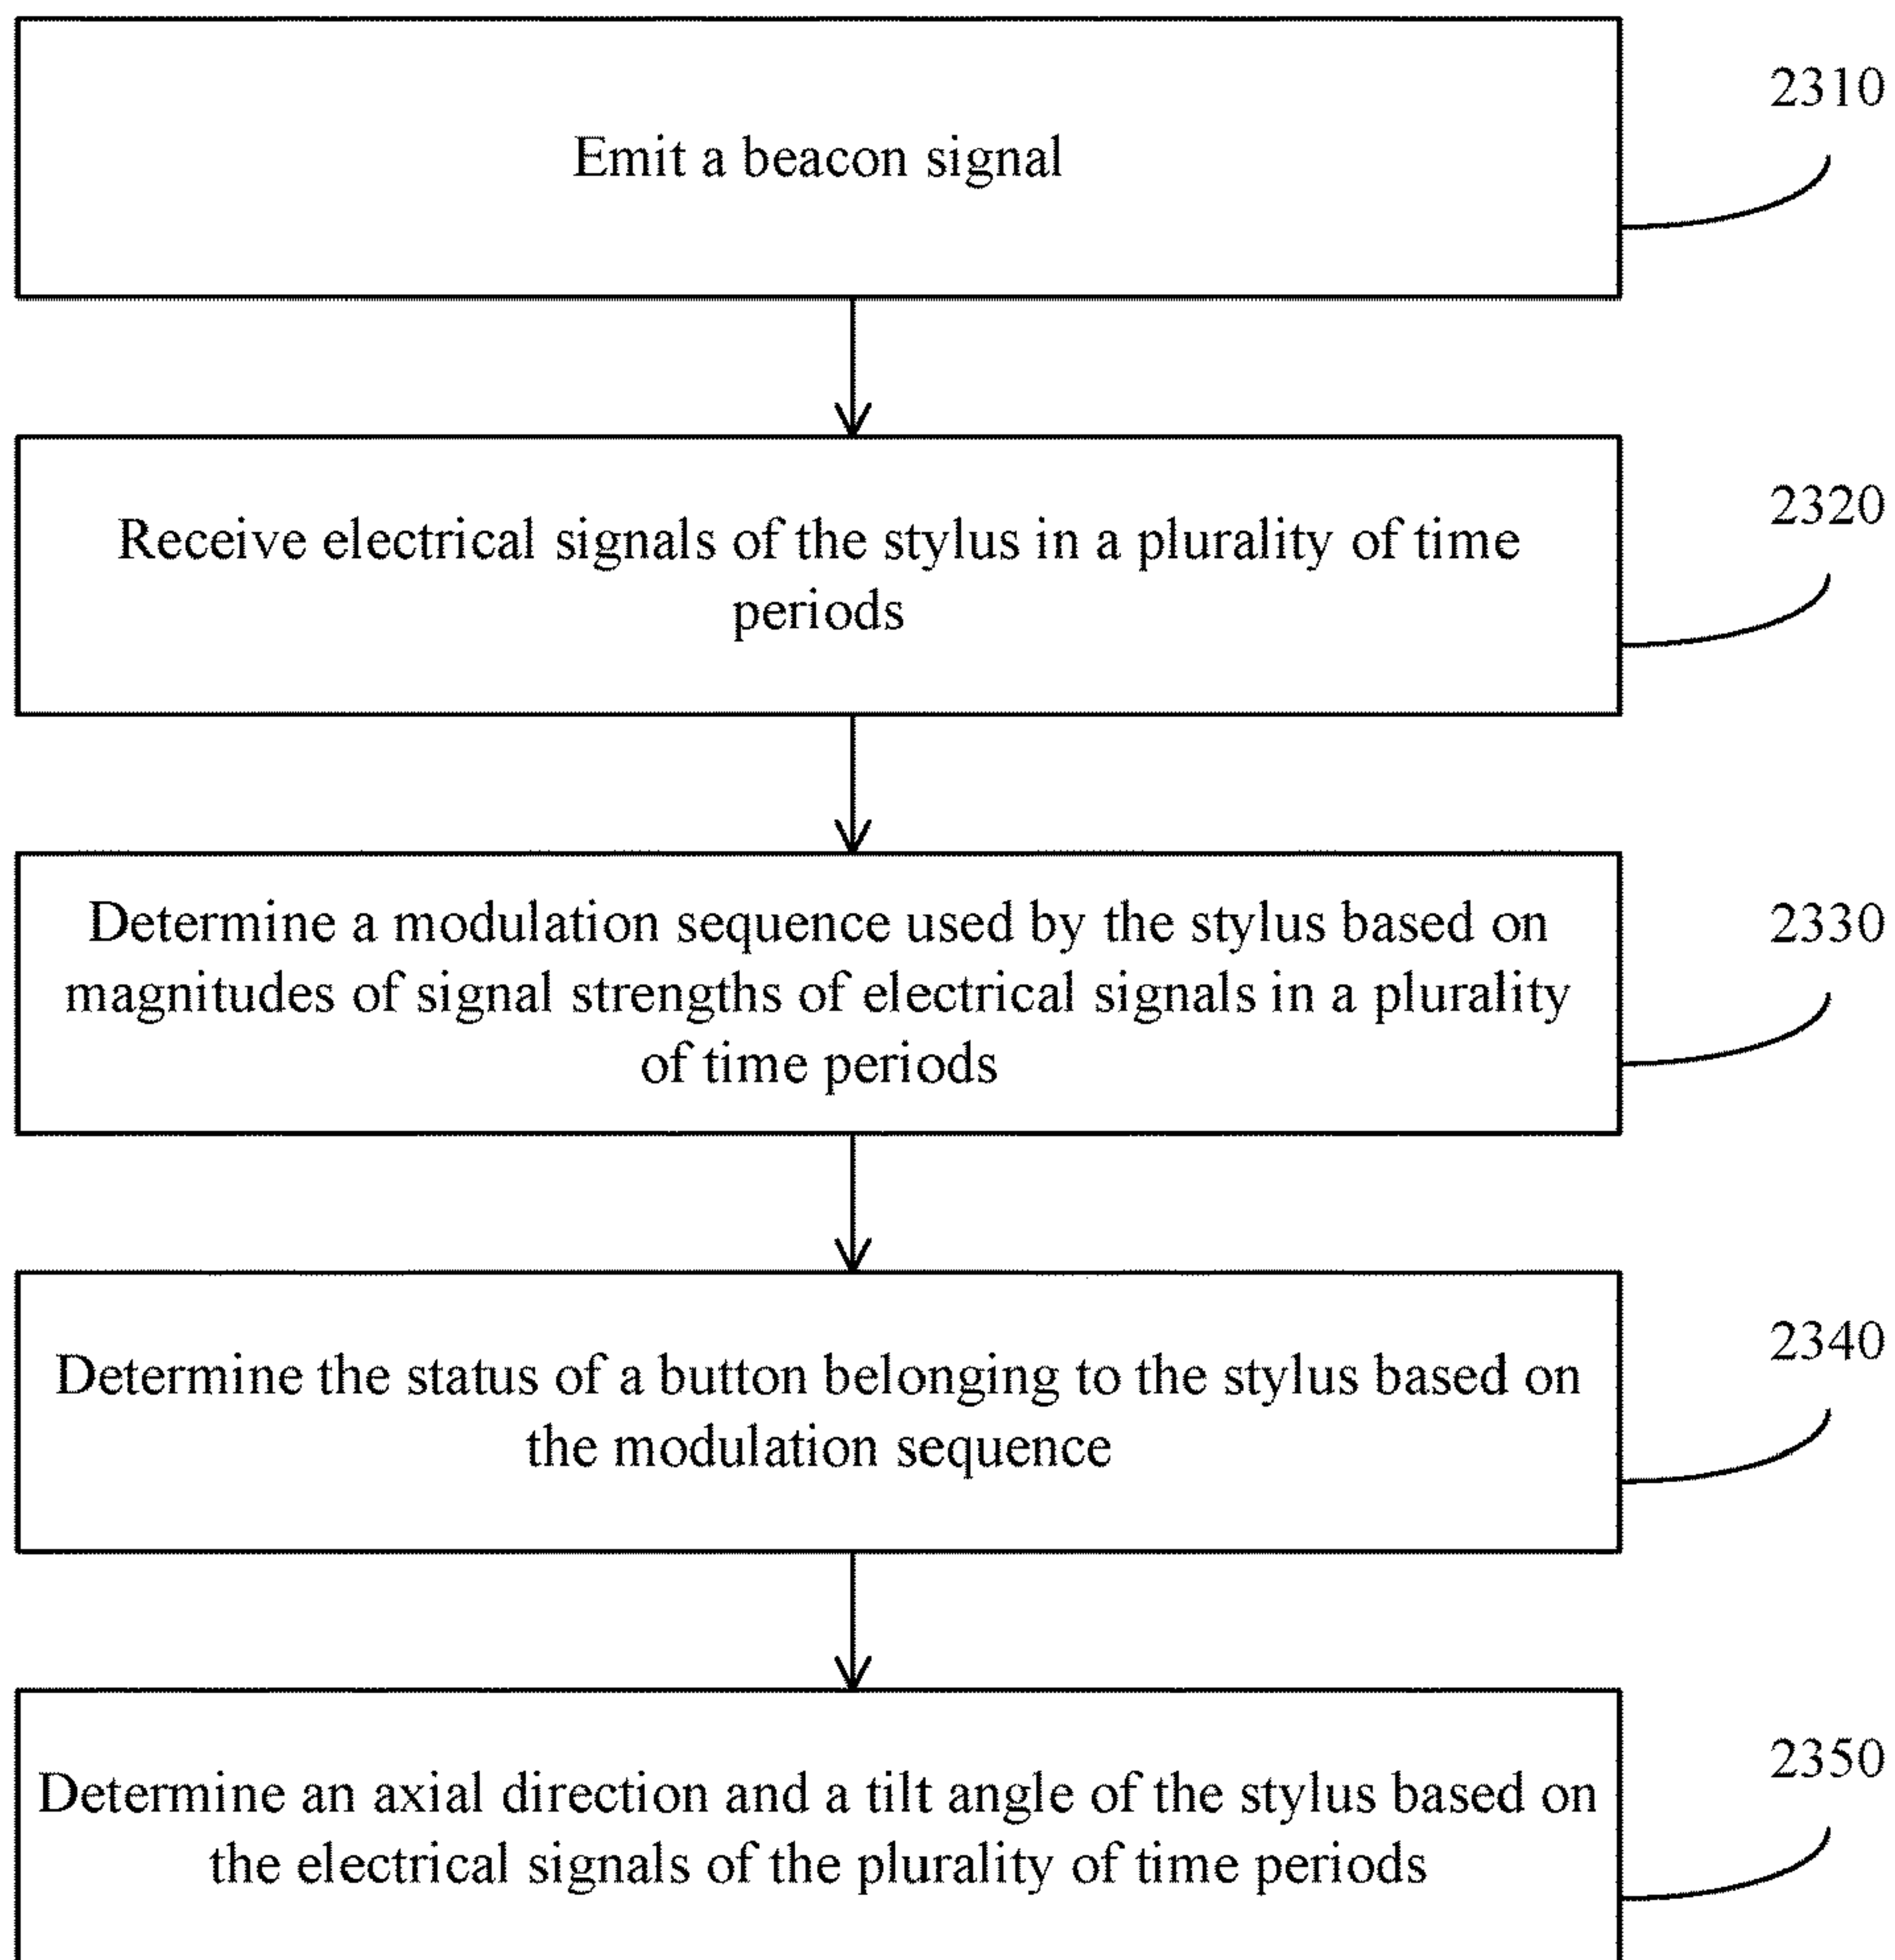 2310
Emit a beacon signal
2320
Receive electrical signals of the stylus in a plurality of time
periods
2330
Determine a modulation sequence used by the stylus based on
magnitudes of signal strengths of electrical signals in a plurality
of time periods
2340
Determine the status of a button belonging to the stylus based on
the modulation sequence
2350
Determine an axial direction and a tilt angle of the stylus based on
the electrical signals of the plurality of time periods